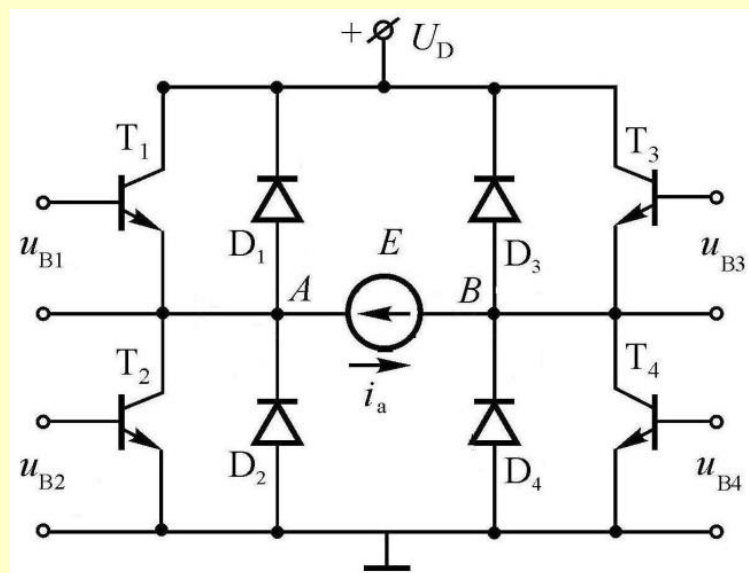 + U_D
T_1 T_3
u_B1 D_1 E D_3 u_B3
A B
T_2 i_a T_4
u_B2 D_2 D_4 u_B4